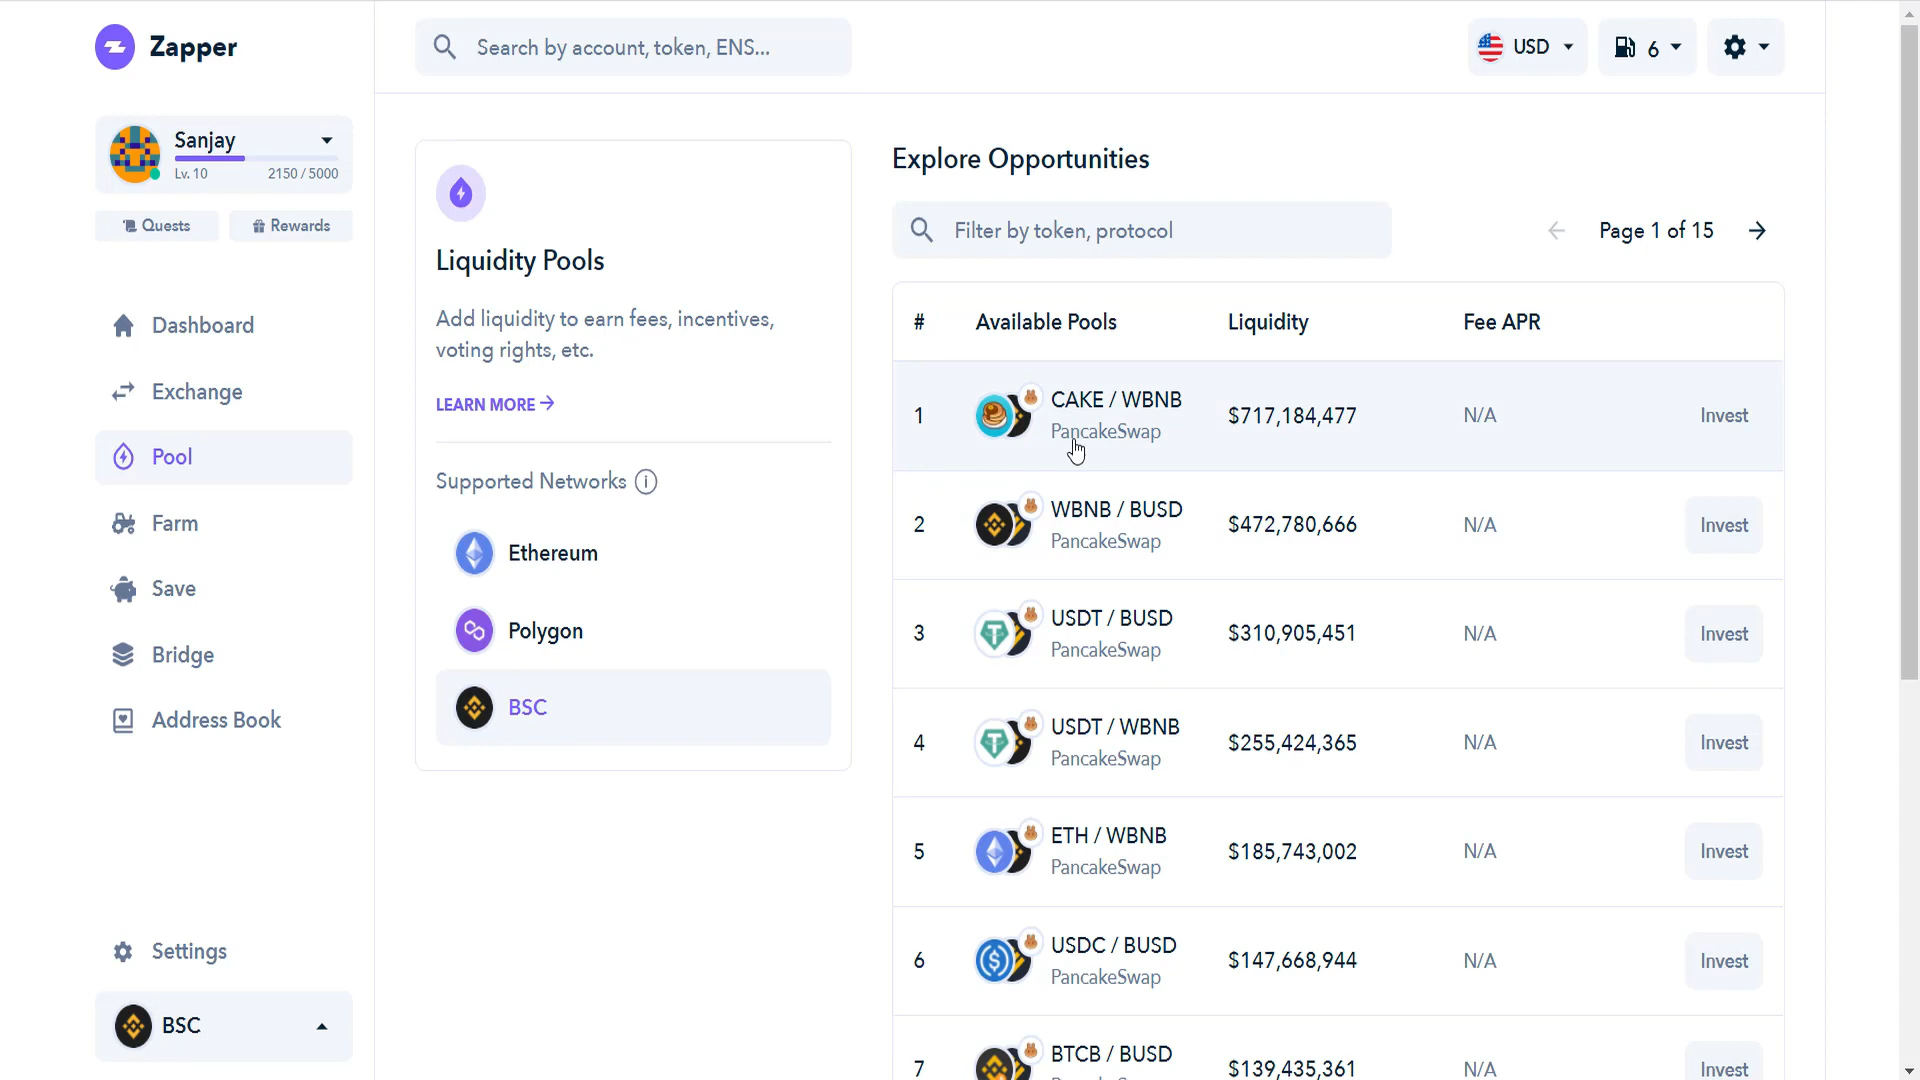 Zapper
Search by account, token, ENS...
USD
6
Sanjay
Lv. 10
2150 / 5000
Quests
Rewards
Dashboard
Exchange
Pool
Farm
Save
Bridge
Address Book
Settings
BSC
Liquidity Pools
Add liquidity to earn fees, incentives,
voting rights, etc.
LEARN MORE
Supported Networks
Ethereum
Polygon
BSC
Explore Opportunities
Filter by token, protocol
Page 1 of 15
# Available Pools Liquidity Fee APR
1 CAKE / WBNB $717,184,477 N/A Invest
PancakeSwap
2 WBNB / BUSD $472,780,666 N/A Invest
PancakeSwap
3 USDT / BUSD $310,905,451 N/A Invest
PancakeSwap
4 USDT / WBNB $255,424,365 N/A Invest
PancakeSwap
5 ETH / WBNB $185,743,002 N/A Invest
PancakeSwap
6 USDC / BUSD $147,668,944 N/A Invest
PancakeSwap
7 BTCB / BUSD $139,435,361 N/A Invest